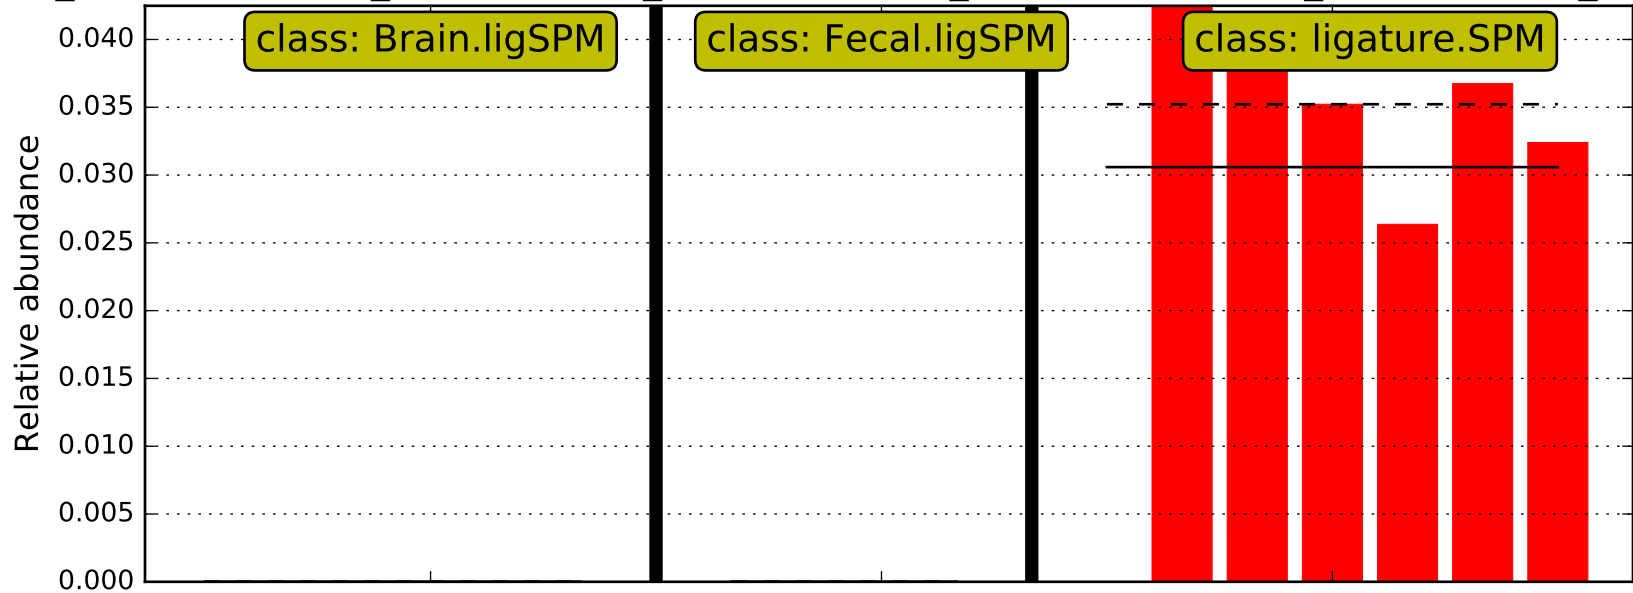 class: Brain.ligSPM
class: Fecal.ligSPM
class: ligature.SPM
Relative abundance
0.040
0.035
0.030
0.025
0.020
0.015
0.010
0.005
0.000